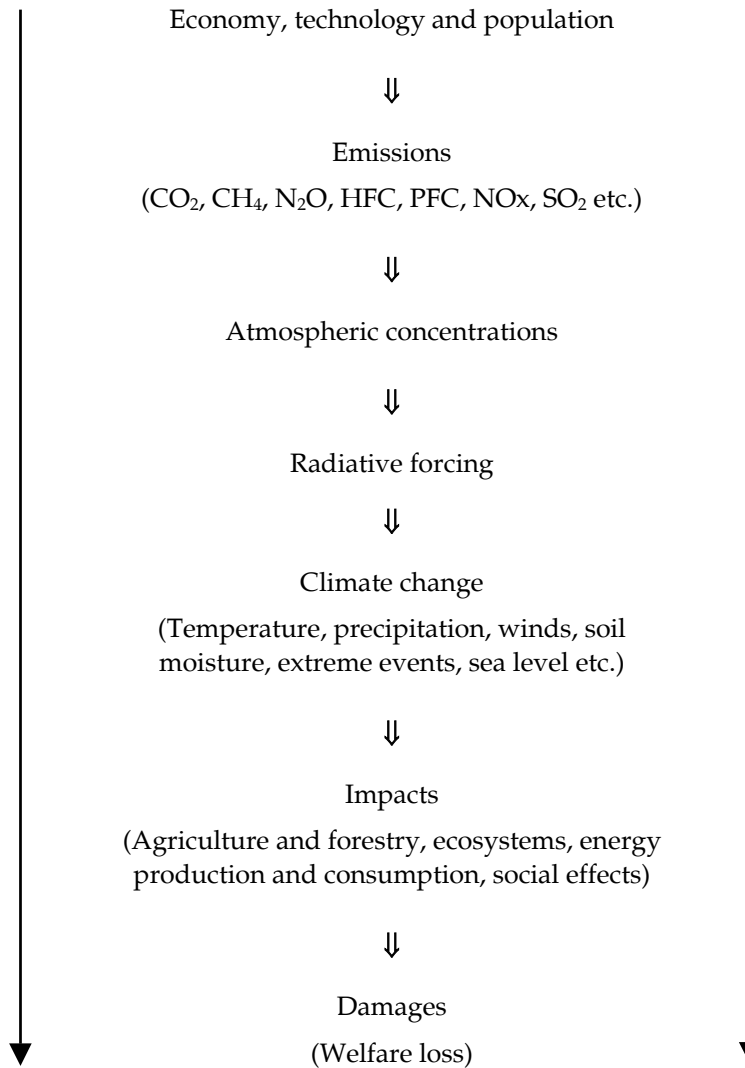 Economy, technology and population
⇓
Emissions
(CO₂, CH₄, N₂O, HFC, PFC, NOx, SO₂ etc.)
⇓
Atmospheric concentrations
⇓
Radiative forcing
⇓
Climate change
(Temperature, precipitation, winds, soil
moisture, extreme events, sea level etc.)
⇓
Impacts
(Agriculture and forestry, ecosystems, energy
production and consumption, social effects)
⇓
Damages
(Welfare loss)